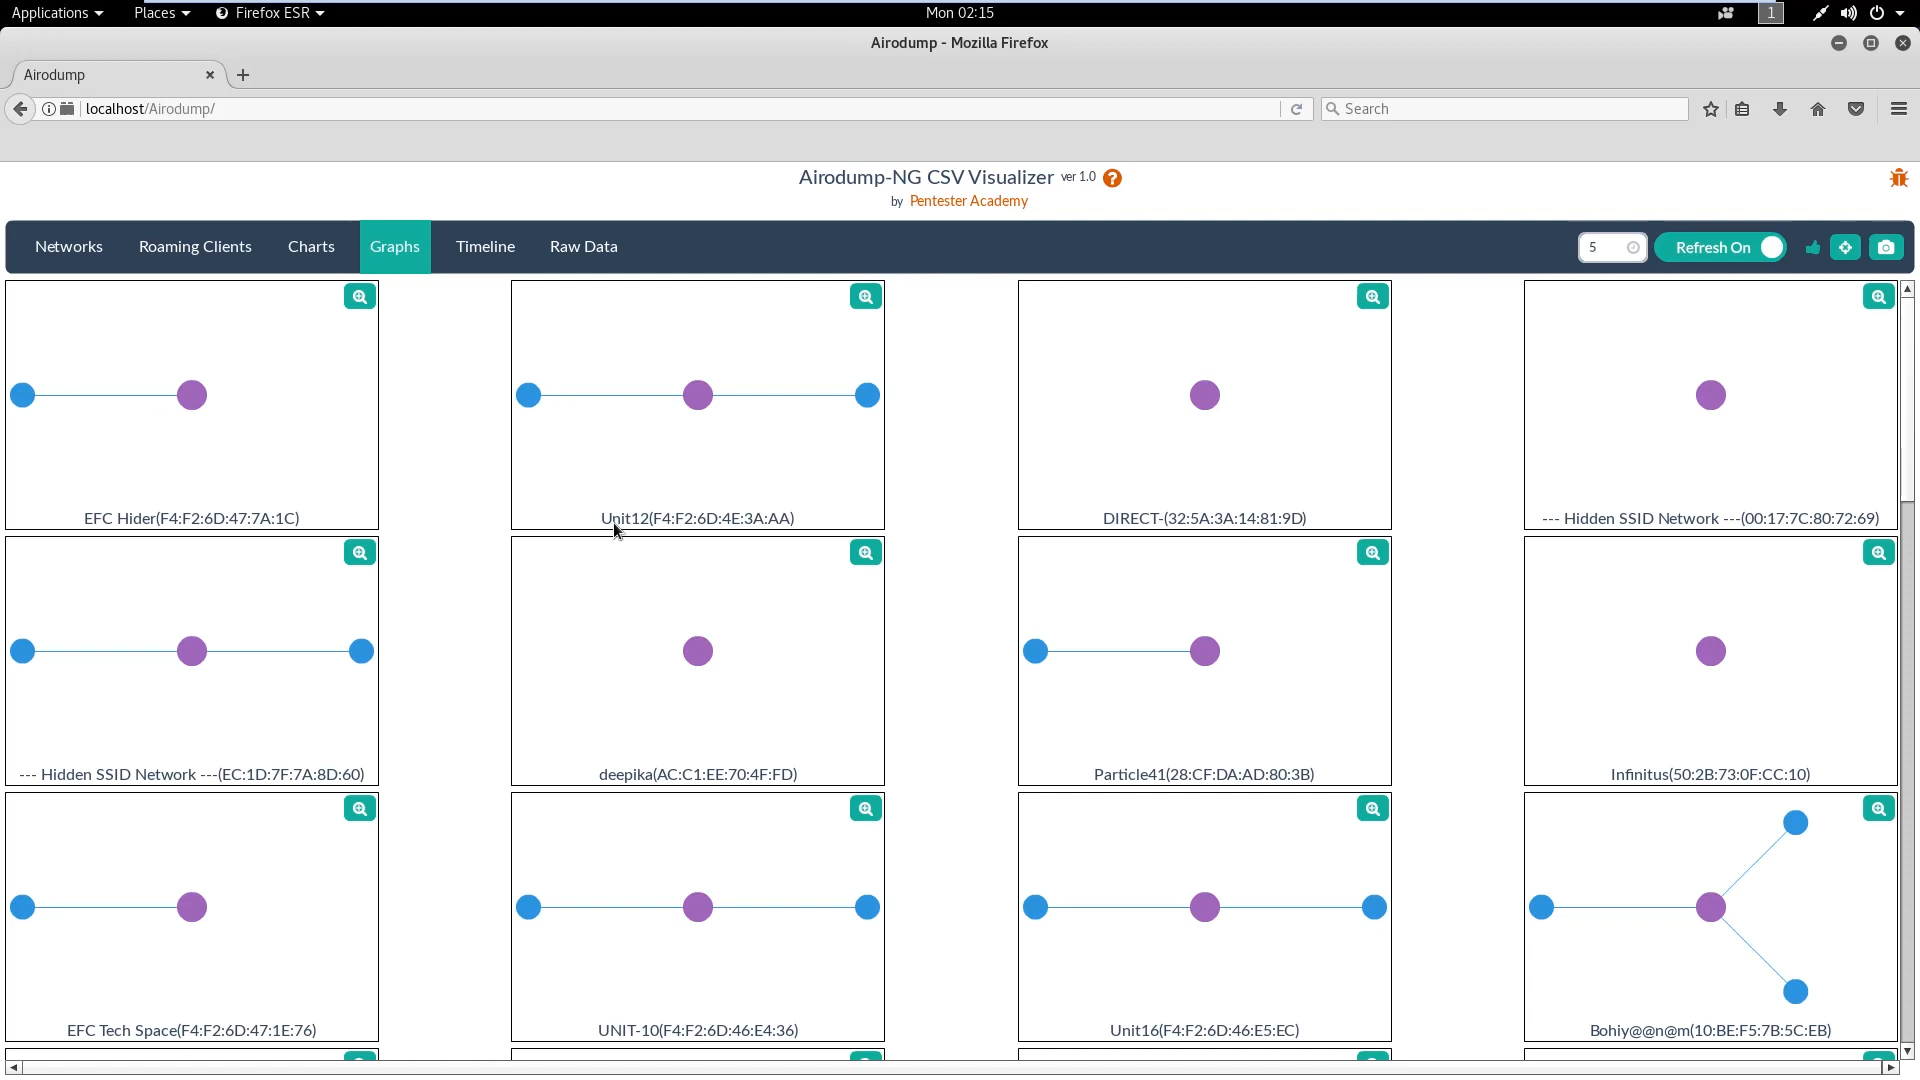 Applications Places Firefox ESR Mon 02:15 1
Airodump - Mozilla Firefox
Airodump
localhost/Airodump/ Search
Airodump-NG CSV Visualizer ver 1.0 ?
by Pentester Academy
Networks Roaming Clients Charts Graphs Timeline Raw Data 5 Refresh On
EFC Hider(F4:F2:6D:47:7A:1C) Unit12(F4:F2:6D:4E:3A:AA) DIRECT-(32:5A:3A:14:81:9D) --- Hidden SSID Network ---(00:17:7C:80:72:69)
--- Hidden SSID Network ---(EC:1D:7F:7A:8D:60) deepika(AC:C1:EE:70:4F:FD) Particle41(28:CF:DA:AD:80:3B) Infinitus(50:2B:73:0F:CC:10)
EFC Tech Space(F4:F2:6D:47:1E:76) UNIT-10(F4:F2:6D:46:E4:36) Unit16(F4:F2:6D:46:E5:EC) Bohiy@@n@m(10:BE:F5:7B:5C:EB)